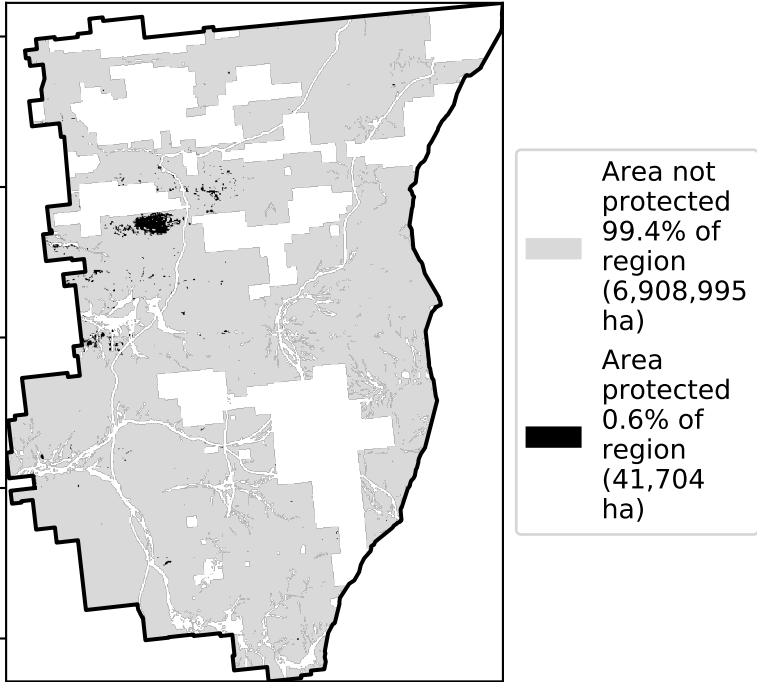 Area not
protected
99.4% of
region
(6,908,995
ha)
Area
protected
0.6% of
region
(41,704
ha)